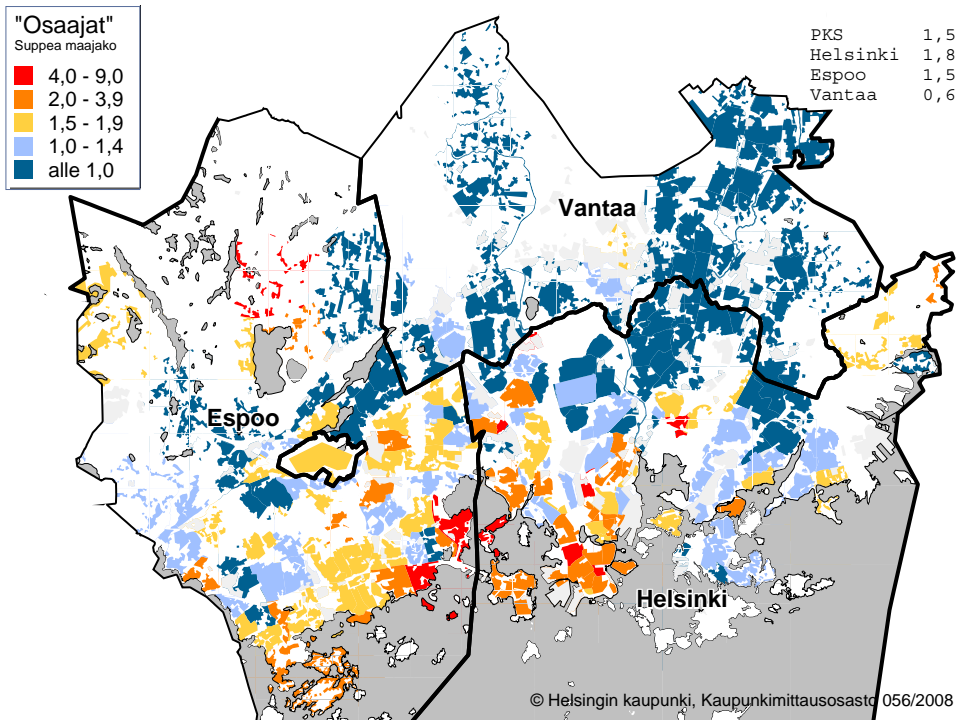 "Osaajat"
Suppea maajako
4,0 - 9,0
2,0 - 3,9
1,5 - 1,9
1,0 - 1,4
alle 1,0
PKS 1,5
Helsinki 1,8
Espoo 1,5
Vantaa 0,6
Vantaa
Espoo
Helsinki
© Helsingin kaupunki, Kaupunkimittausosasto 056/2008